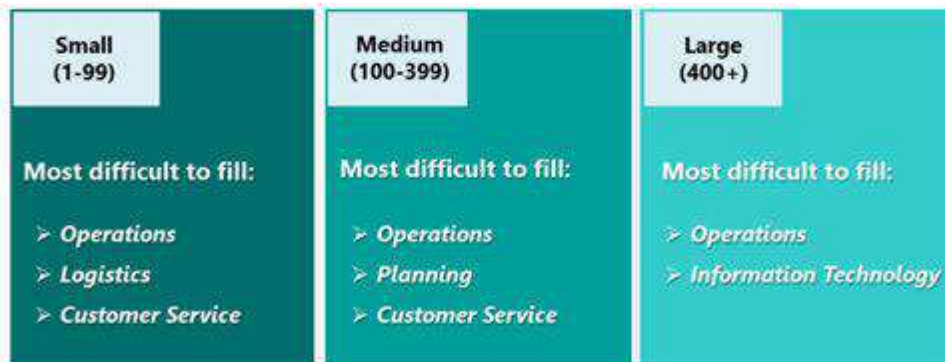 Small
(1-99)
Most difficult to fill:
➢ Operations
➢ Logistics
➢ Customer Service
Medium
(100-399)
Most difficult to fill:
➢ Operations
➢ Planning
➢ Customer Service
Large
(400+)
Most difficult to fill:
➢ Operations
➢ Information Technology